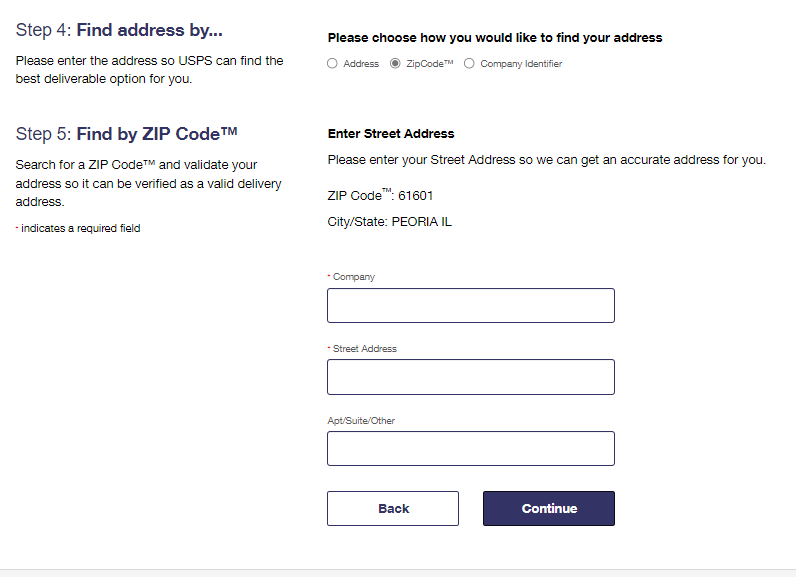 Step 4: Find address by...
Please enter the address so USPS can find the
best deliverable option for you.
Please choose how you would like to find your address
Address ZipCode™ Company Identifier
Step 5: Find by ZIP Code™
Search for a ZIP Code™ and validate your
address so it can be verified as a valid delivery
address.
* indicates a required field
Enter Street Address
Please enter your Street Address so we can get an accurate address for you.
ZIP Code™: 61601
City/State: PEORIA IL
* Company
* Street Address
Apt/Suite/Other
Back Continue